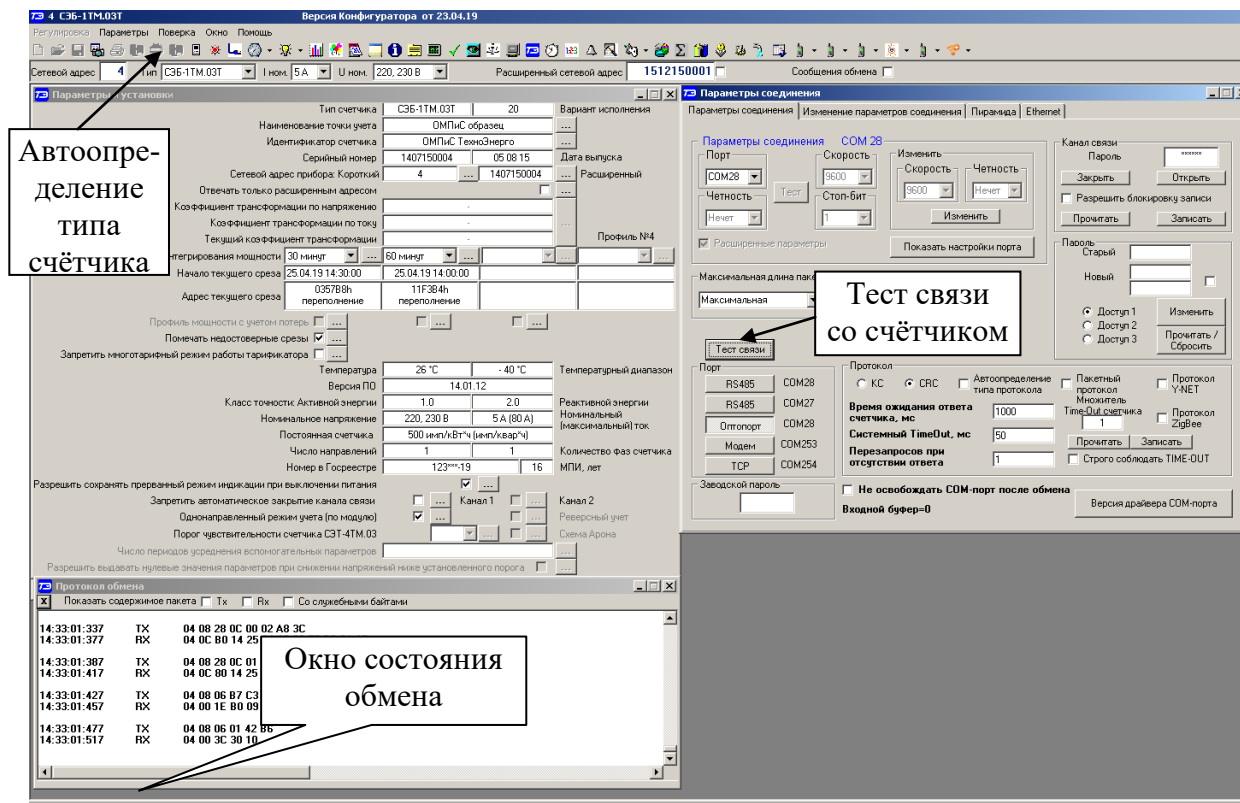 ТЭ 4 СЭБ-1ТМ.03Т Версия Конфигуратора от 23.04.19
Регулировка Параметры Поверка Окно Помощь
Сетевой адрес 4 Тип СЭБ-1ТМ.03Т I ном. 5 А U ном. 220, 230 В Расширенный сетевой адрес 1512150001 Сообщения обмена
Параметры и установки
Тип счетчика СЭБ-1ТМ.03Т 20 Вариант исполнения
Наименование точки учета ОМПиС образец ...
Идентификатор счетчика ОМПиС ТехноЭнерго ...
Серийный номер 1407150004 05 08 15 Дата выпуска
Сетевой адрес прибора: Короткий 4 ... 1407150004 ... Расширенный
Отвечать только расширенным адресом ...
Коэффициент трансформации по напряжению -
Коэффициент трансформации по току - ...
Текущий коэффициент трансформации - Профиль №4
нтегрирования мощности 30 минут ... 60 минут ... ... ...
Начало текущего среза 25.04.19 14:30:00 25.04.19 14:00:00
Адрес текущего среза 0357B8h переполнение 11F3B4h переполнение
Профиль мощности с учетом потерь ... ... ...
Помечать недостоверные срезы ...
Запретить многотарифный режим работы тарификатора ...
Температура 26 °С - 40 °С Температурный диапазон
Версия ПО 14.01.12
Класс точности: Активной энергии 1.0 2.0 Реактивной энергии
Номинальное напряжение 220, 230 В 5 А (80 А) Номинальный (максимальный) ток
Постоянная счетчика 500 имп/кВт*ч (имп/квар*ч)
Число направлений 1 1 Количество фаз счетчика
Номер в Госреестре 123***-19 16 МПИ, лет
Разрешить сохранять прерванный режим индикации при выключении питания ...
Запретить автоматическое закрытие канала связи ... Канал 1 ... Канал 2
Однонаправленный режим учета (по модулю) ... ... Реверсный учет
Порог чувствительности счетчика СЭТ-4ТМ.03 ... ... Схема Арона
Число периодов усреднения вспомогательных параметров ...
Разрешить выдавать нулевые значения параметров при снижении напряжений ниже установленного порога ...
Автоопре-
деление
типа
счётчика
Параметры соединения
Параметры соединения Изменение параметров соединения Пирамида Ethernet
Параметры соединения COM 28
Порт Скорость
COM28 9600
Четность Тест Стоп-бит
Нечет 1
Расширенные параметры
Изменить
Скорость Четность
9600 Нечет
Изменить
Показать настройки порта
Канал связи
Пароль ******
Закрыть Открыть
Разрешить блокировку записи
Прочитать Записать
Пароль
Старый
Новый
Доступ 1 Изменить
Доступ 2
Доступ 3 Прочитать / Сбросить
Максимальная длина паке
Максимальная
Тест связи
со счётчиком
Тест связи
Порт
RS485 COM28
RS485 COM27
Оптопорт COM28
Модем COM253
TCP COM254
Протокол
КС CRC Автоопределение типа протокола Пакетный протокол Протокол Y-NET
Время ожидания ответа счетчика, мс 1000 Множитель Time-Out счетчика 1 Протокол ZigBee
Системный TimeOut, мс 50 Прочитать Записать
Перезапросов при отсутствии ответа 1 Строго соблюдать TIME-OUT
Заводской пароль
Не освобождать COM-порт после обмена
Входной буфер=0
Версия драйвера COM-порта
Протокол обмена
X Показать содержимое пакета Tx Rx Со служебными байтами
14:33:01:337 TX 04 08 28 0C 00 02 A8 3C
14:33:01:377 RX 04 0C B0 14 25
14:33:01:387 TX 04 08 28 0C 01
14:33:01:417 RX 04 0C 80 14 25
14:33:01:427 TX 04 08 06 B7 C3
14:33:01:457 RX 04 00 1E B0 09
14:33:01:477 TX 04 08 06 01 42 B6
14:33:01:517 RX 04 00 3C 30 10
Окно состояния
обмена